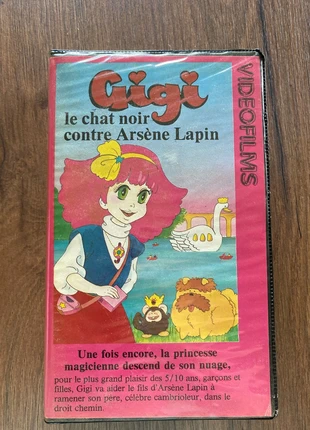 Gigi
le chat noir
contre Arsène Lapin
VIDEOFILMS
Une fois encore, la princesse
magicienne descend de son nuage,
pour le plus grand plaisir des 5/10 ans, garçons et
filles, Gigi va aider le fils d'Arsène Lapin à
ramener son père, célèbre cambrioleur, dans
le droit chemin.